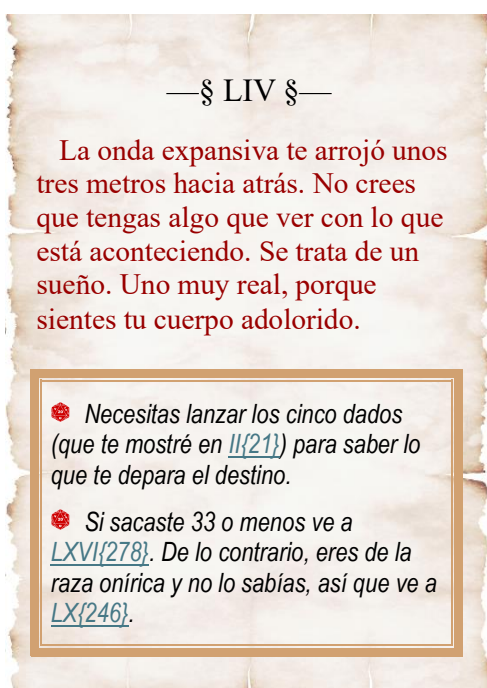 —§ LIV §—
La onda expansiva te arrojó unos
tres metros hacia atrás. No crees
que tengas algo que ver con lo que
está aconteciendo. Se trata de un
sueño. Uno muy real, porque
sientes tu cuerpo adolorido.
Necesitas lanzar los cinco dados
(que te mostré en II{21}) para saber lo
que te depara el destino.
Si sacaste 33 o menos ve a
LXVI{278}. De lo contrario, eres de la
raza onírica y no lo sabías, así que ve a
LX{246}.